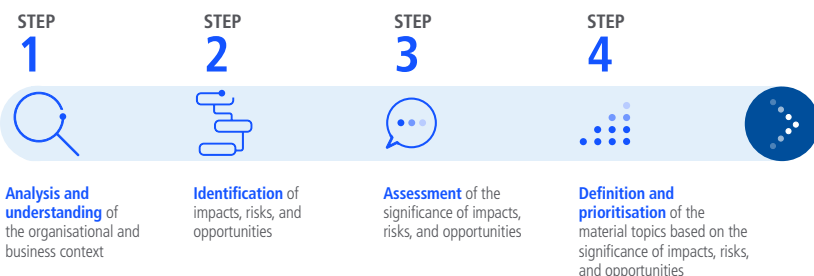 STEP
1
Analysis and
understanding of
the organisational and
business context
STEP
2
Identification of
impacts, risks, and
opportunities
STEP
3
Assessment of the
significance of impacts,
risks, and opportunities
STEP
4
Definition and
prioritisation of the
material topics based on the
significance of impacts, risks,
and opportunities